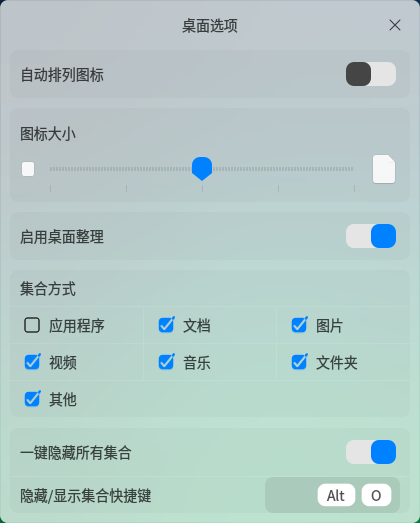 桌面选项
自动排列图标
图标大小
启用桌面整理
集合方式
应用程序 文档 图片
视频 音乐 文件夹
其他
一键隐藏所有集合
隐藏/显示集合快捷键 Alt O